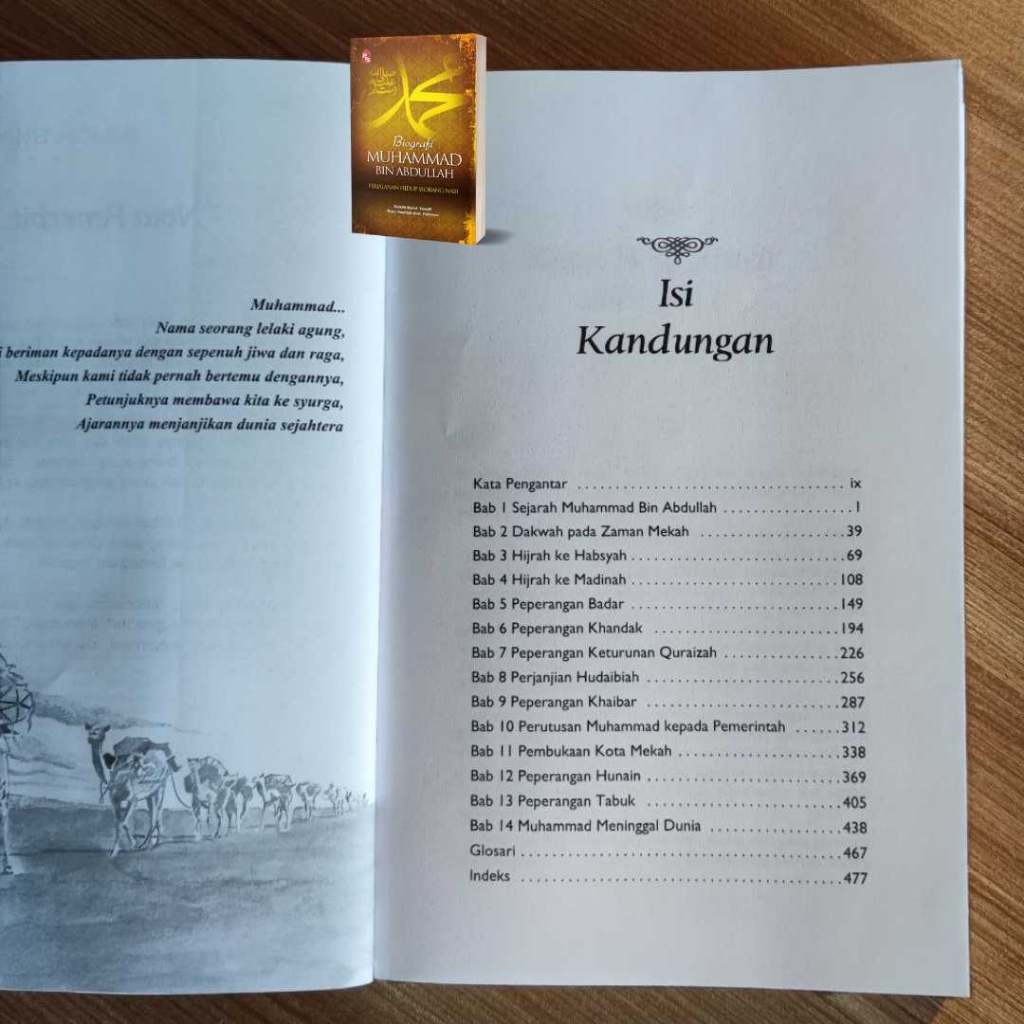 Biografi
MUHAMMAD
BIN ABDULLAH
PERJALANAN HIDUP SEORANG NABI
Muhammad...
Nama seorang lelaki agung,
beriman kepadanya dengan sepenuh jiwa dan raga,
Meskipun kami tidak pernah bertemu dengannya,
Petunjuknya membawa kita ke syurga,
Ajarannya menjanjikan dunia sejahtera
Isi
Kandungan
Kata Pengantar ........ ix
Bab 1 Sejarah Muhammad Bin Abdullah ........ 1
Bab 2 Dakwah pada Zaman Mekah ........ 39
Bab 3 Hijrah ke Habsyah ........ 69
Bab 4 Hijrah ke Madinah ........ 108
Bab 5 Peperangan Badar ........ 149
Bab 6 Peperangan Khandak ........ 194
Bab 7 Peperangan Keturunan Quraizah ........ 226
Bab 8 Perjanjian Hudaibiah ........ 256
Bab 9 Peperangan Khaibar ........ 287
Bab 10 Perutusan Muhammad kepada Pemerintah ...... 312
Bab 11 Pembukaan Kota Mekah ........ 338
Bab 12 Peperangan Hunain ........ 369
Bab 13 Peperangan Tabuk ........ 405
Bab 14 Muhammad Meninggal Dunia ........ 438
Glosari ........ 467
Indeks ........ 477